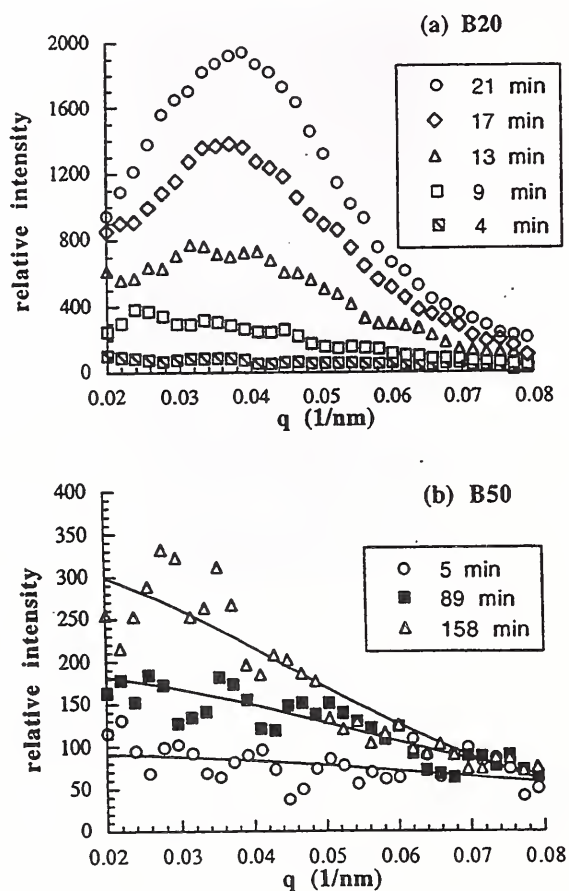 (a) B20
2000
1600
1200
800
400
0
relative intensity
21 min
17 min
13 min
9 min
4 min
0.02 0.03 0.04 0.05 0.06 0.07 0.08
q (1/nm)
(b) B50
400
350
300
250
200
150
100
50
0
relative intensity
5 min
89 min
158 min
0.02 0.03 0.04 0.05 0.06 0.07 0.08
q (1/nm)